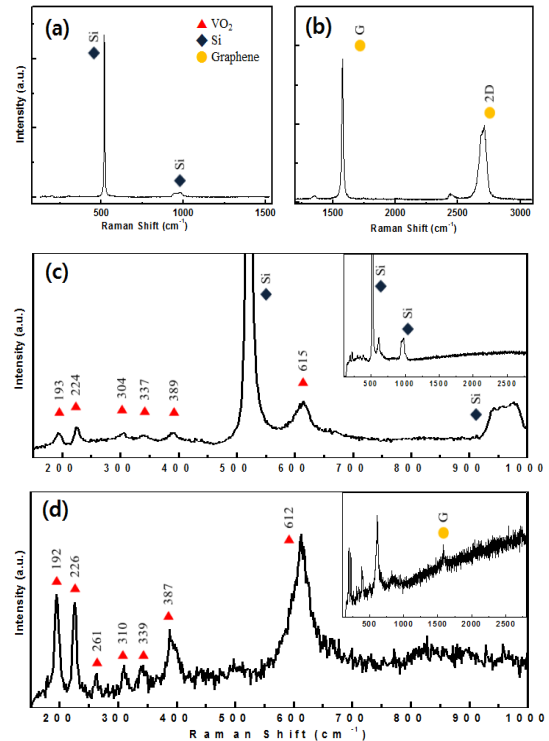 (a)
VO2
Si
Graphene
Si
Si
Intensity (a.u.)
500
1000
1500
Raman Shift (cm-1)
(b)
G
2D
Intensity (a.u.)
1500
2000
2500
3000
Raman Shift (cm-1)
(c)
193
224
304
337
389
Si
615
Si
Intensity (a.u.)
Si
Si
500 1000 1500 2000 2500
200 300 400 500 600 700 800 900 1000
(d)
192
226
261
310
339
387
612
Intensity (a.u.)
G
500 1000 1500 2000 2500
200 300 400 500 600 700 800 900 1000
Raman Shift (cm-1)